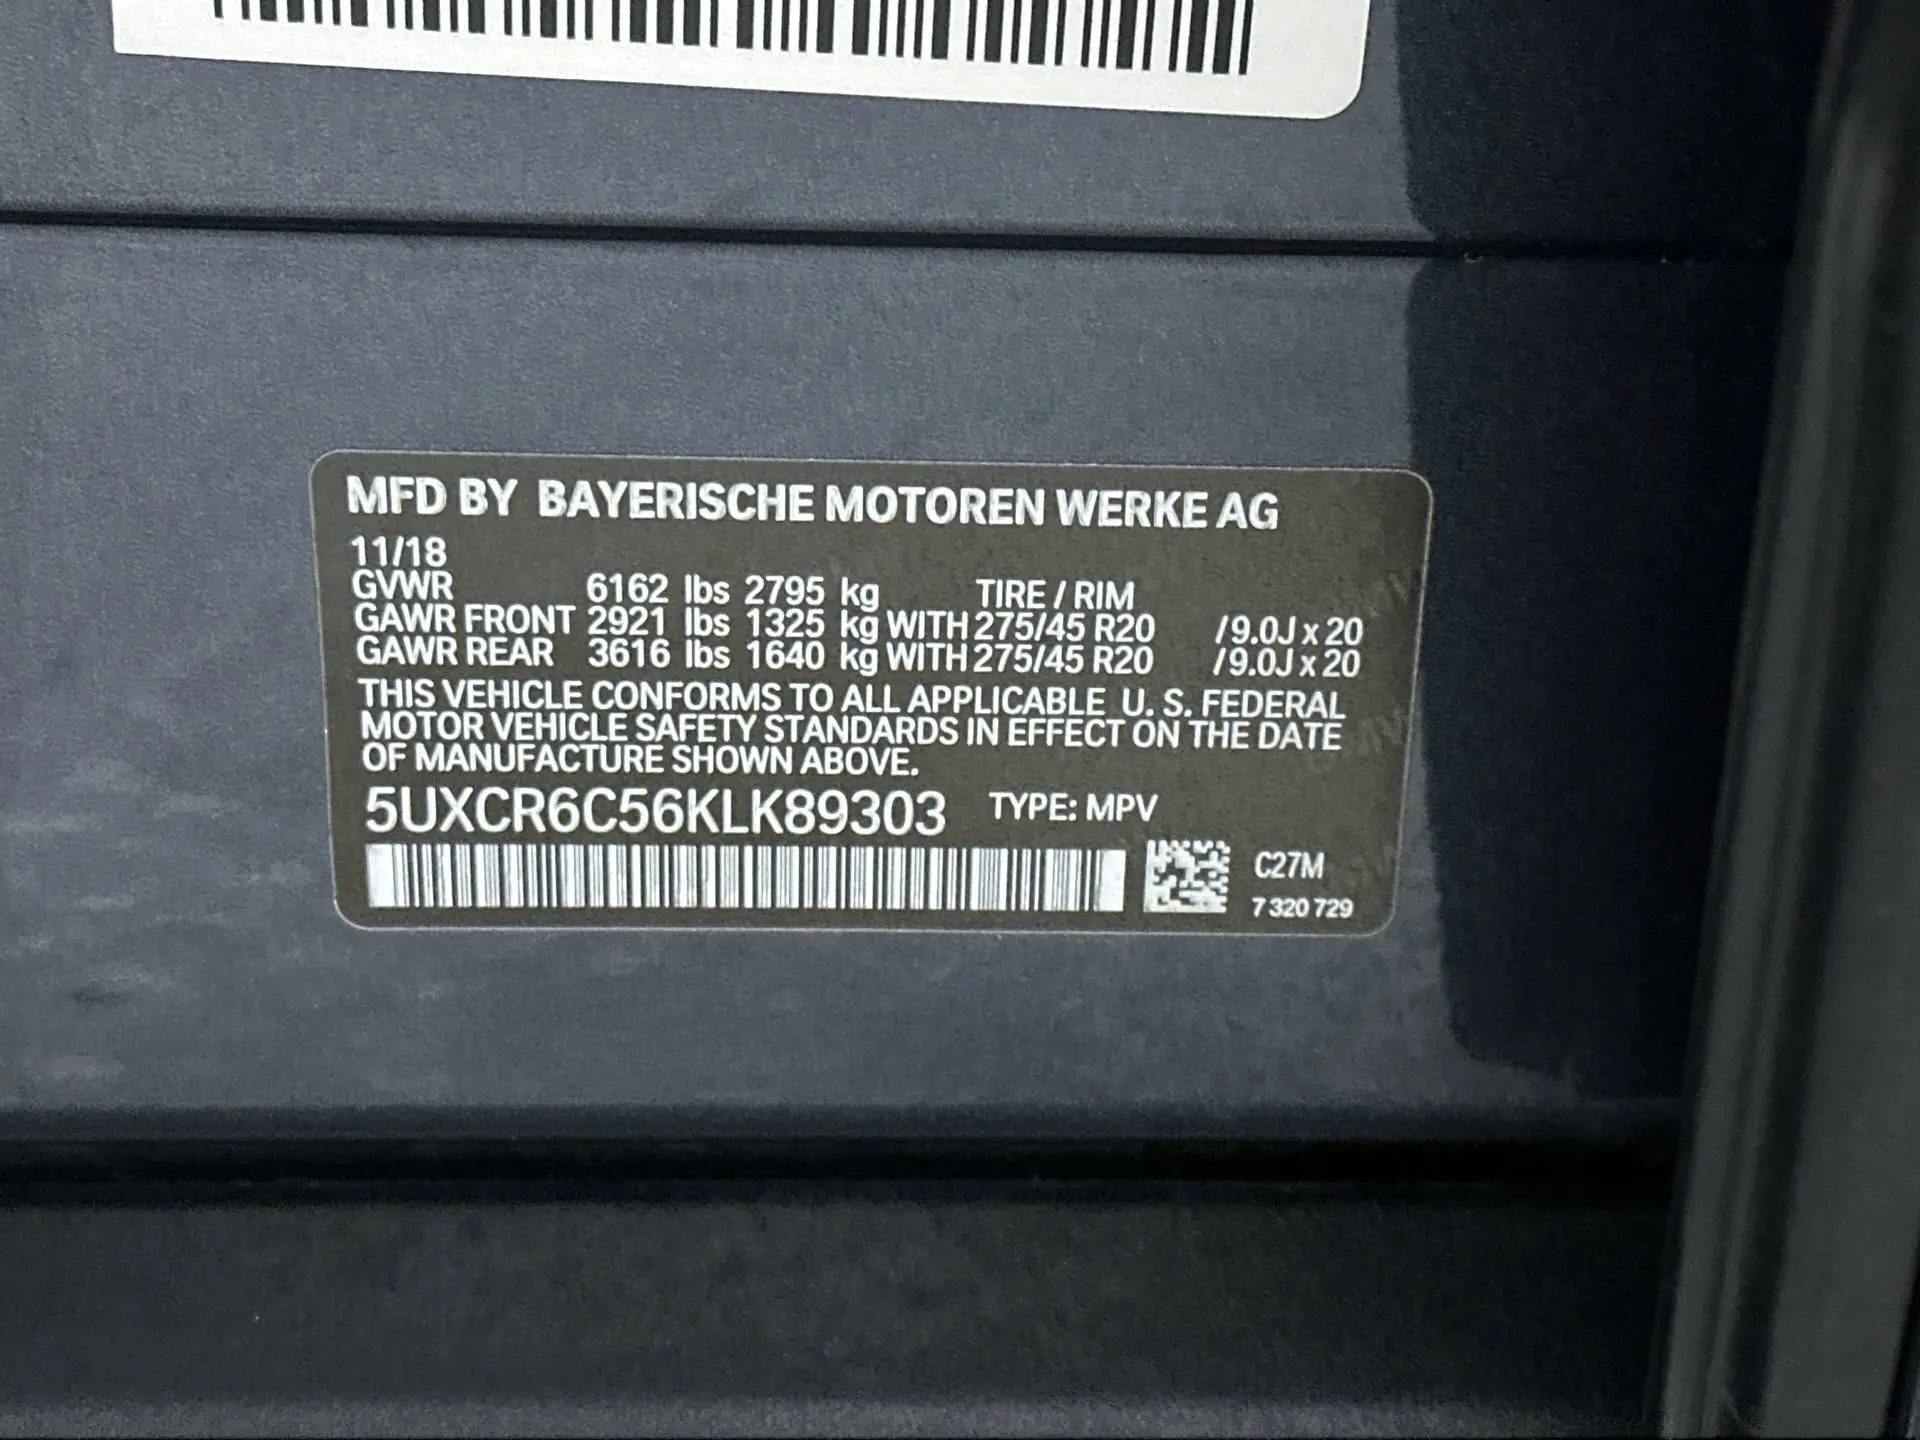 MFD BY BAYERISCHE MOTOREN WERKE AG
11/18
GVWR 6162 lbs 2795 kg TIRE / RIM
GAWR FRONT 2921 lbs 1325 kg WITH 275/45 R20 /9.0J x 20
GAWR REAR 3616 lbs 1640 kg WITH 275/45 R20 /9.0J x 20
THIS VEHICLE CONFORMS TO ALL APPLICABLE U. S. FEDERAL
MOTOR VEHICLE SAFETY STANDARDS IN EFFECT ON THE DATE
OF MANUFACTURE SHOWN ABOVE.
5UXCR6C56KLK89303 TYPE: MPV
C27M
7 320 729